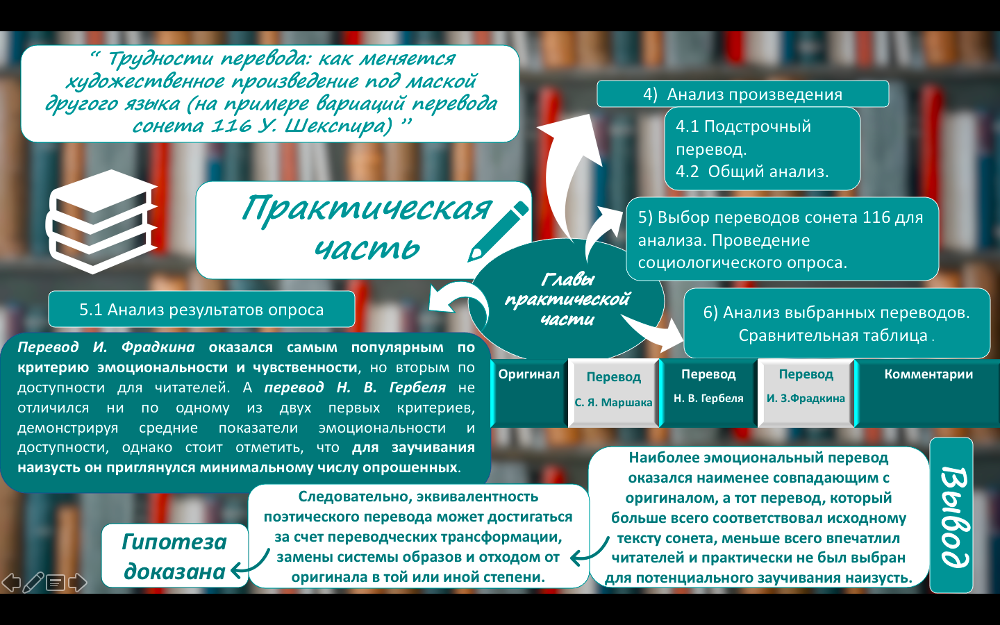 “ Трудности перевода: как меняется
художественное произведение под маской
другого языка (на примере вариаций перевода
сонета 116 У. Шекспира) ”
Практическая
часть
Главы
практической
части
4) Анализ произведения
4.1 Подстрочный
перевод.
4.2 Общий анализ.
5) Выбор переводов сонета 116 для
анализа. Проведение
социологического опроса.
5.1 Анализ результатов опроса
Перевод И. Фрадкина оказался самым популярным по
критерию эмоциональности и чувственности, но вторым по
доступности для читателей. А перевод Н. В. Гербеля не
отличился ни по одному из двух первых критериев,
демонстрируя средние показатели эмоциональности и
доступности, однако стоит отметить, что для заучивания
наизусть он приглянулся минимальному числу опрошенных.
6) Анализ выбранных переводов.
Сравнительная таблица .
Оригинал
Перевод
С. Я. Маршака
Перевод
Н. В. Гербеля
Перевод
И. З.Фрадкина
Комментарии
Вывод
Наиболее эмоциональный перевод
оказался наименее совпадающим с
оригиналом, а тот перевод, который
больше всего соответствовал исходному
тексту сонета, меньше всего впечатлил
читателей и практически не был выбран
для потенциального заучивания наизусть.
Следовательно, эквивалентность
поэтического перевода может достигаться
за счет переводческих трансформации,
замены системы образов и отходом от
оригинала в той или иной степени.
Гипотеза
доказана